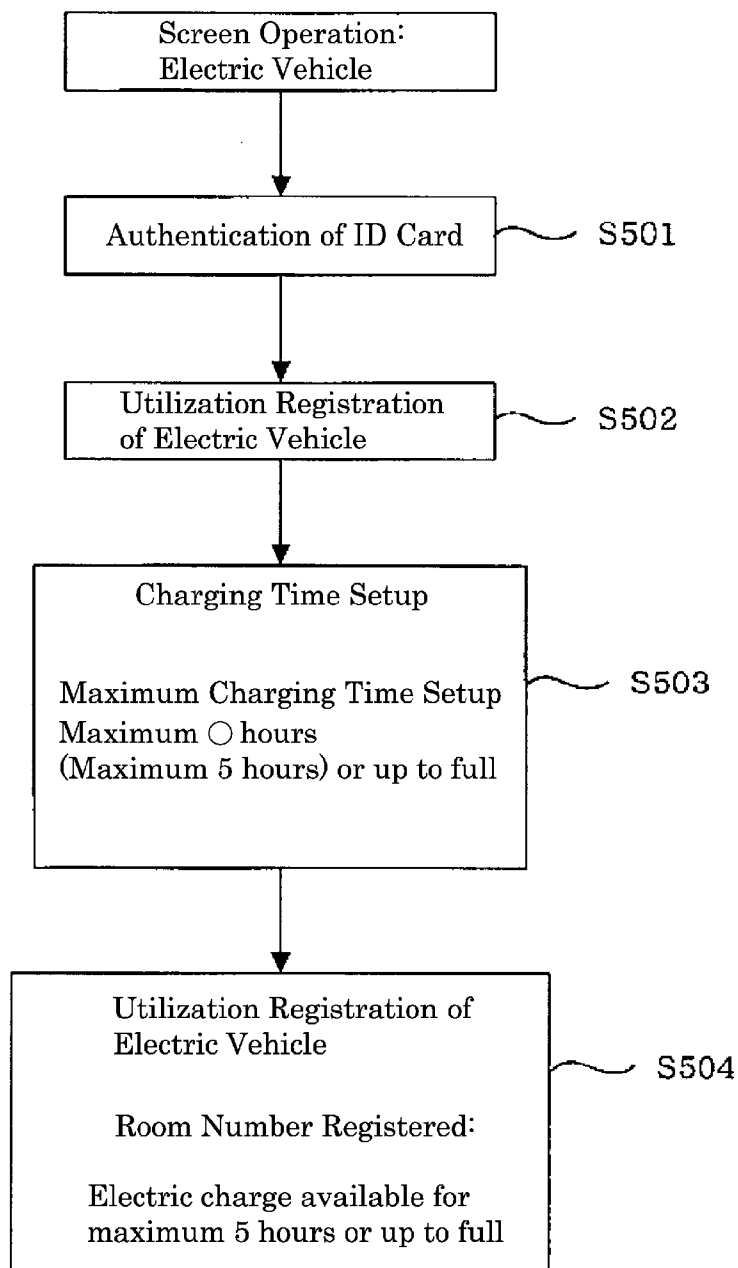 Screen Operation:
Electric Vehicle
Authentication of ID Card
S501
Utilization Registration
of Electric Vehicle
S502
Charging Time Setup
Maximum Charging Time Setup
Maximum ○ hours
(Maximum 5 hours) or up to full
S503
Utilization Registration of
Electric Vehicle
S504
Room Number Registered:
Electric charge available for
maximum 5 hours or up to full